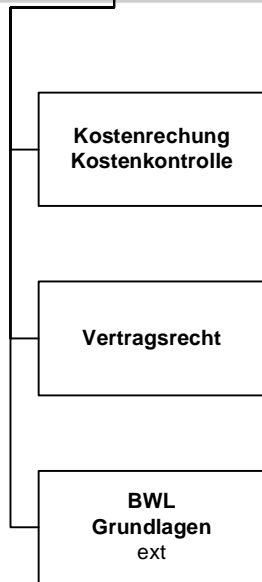 Kostenrechung
Kostenkontrolle
Vertragsrecht
BWL
Grundlagen
ext